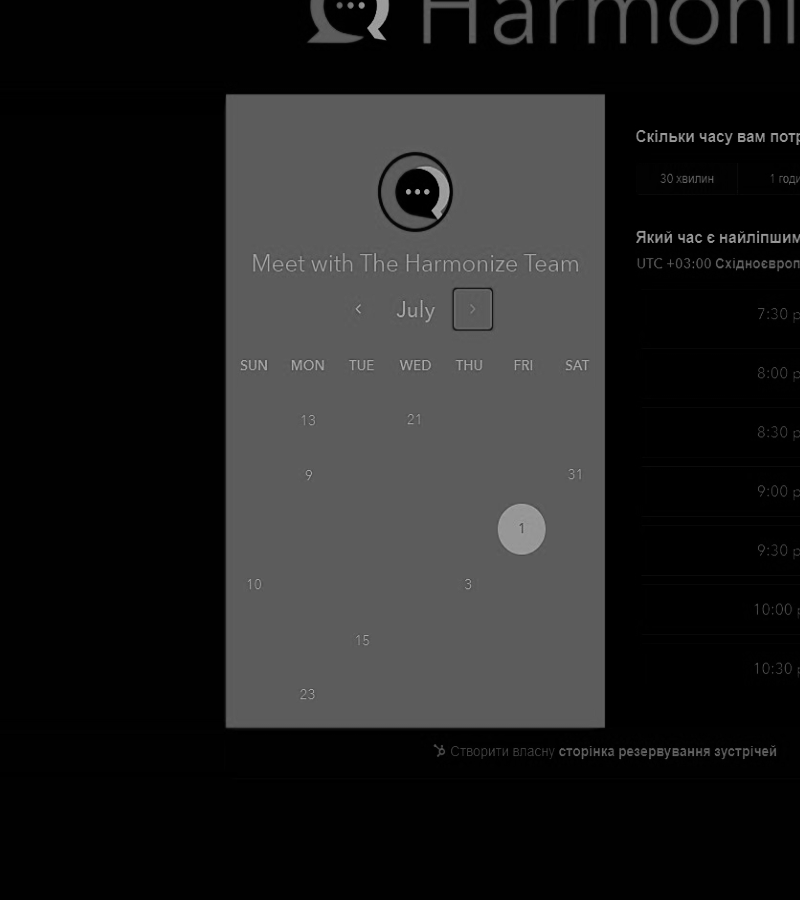 Harmoni
Meet with The Harmonize Team
July
SUN MON TUE WED THU FRI SAT
13 21
9 31
1
10 3
15
23
Скільки часу вам потр
30 хвилин 1 годи
Який час є найліпшим
UTC +03:00 Східноєвроп
7:30 p
8:00 p
8:30 p
9:00 p
9:30 p
10:00 p
10:30 p
Створити власну сторінка резервування зустрічей